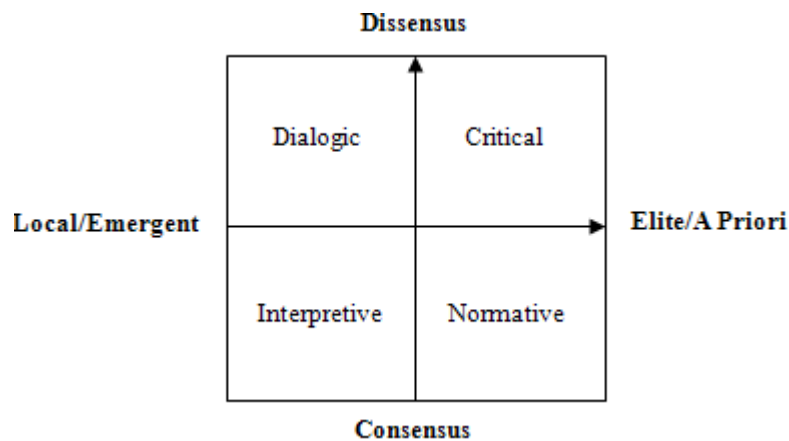 Dissensus
Dialogic
Critical
Local/Emergent
Elite/A Priori
Interpretive
Normative
Consensus